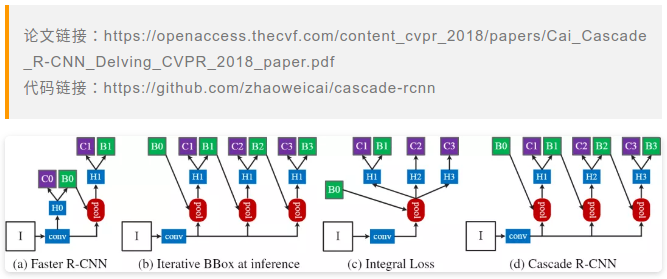 论文链接：https://openaccess.thecvf.com/content_cvpr_2018/papers/Cai_Cascade
_R-CNN_Delving_CVPR_2018_paper.pdf
代码链接：https://github.com/zhaoweicai/cascade-rcnn
C1 B1
C0 B0
H1
H0
pool
I
conv
(a) Faster R-CNN
B0 C1 B1 C2 B2 C3 B3
H1 H1 H1
pool pool pool
I
conv
(b) Iterative BBox at inference
C1 B1 C2 C3
H1 H2 H3
B0
pool
I
conv
(c) Integral Loss
B0 C1 B1 C2 B2 C3 B3
H1 H2 H3
pool pool pool
I
conv
(d) Cascade R-CNN